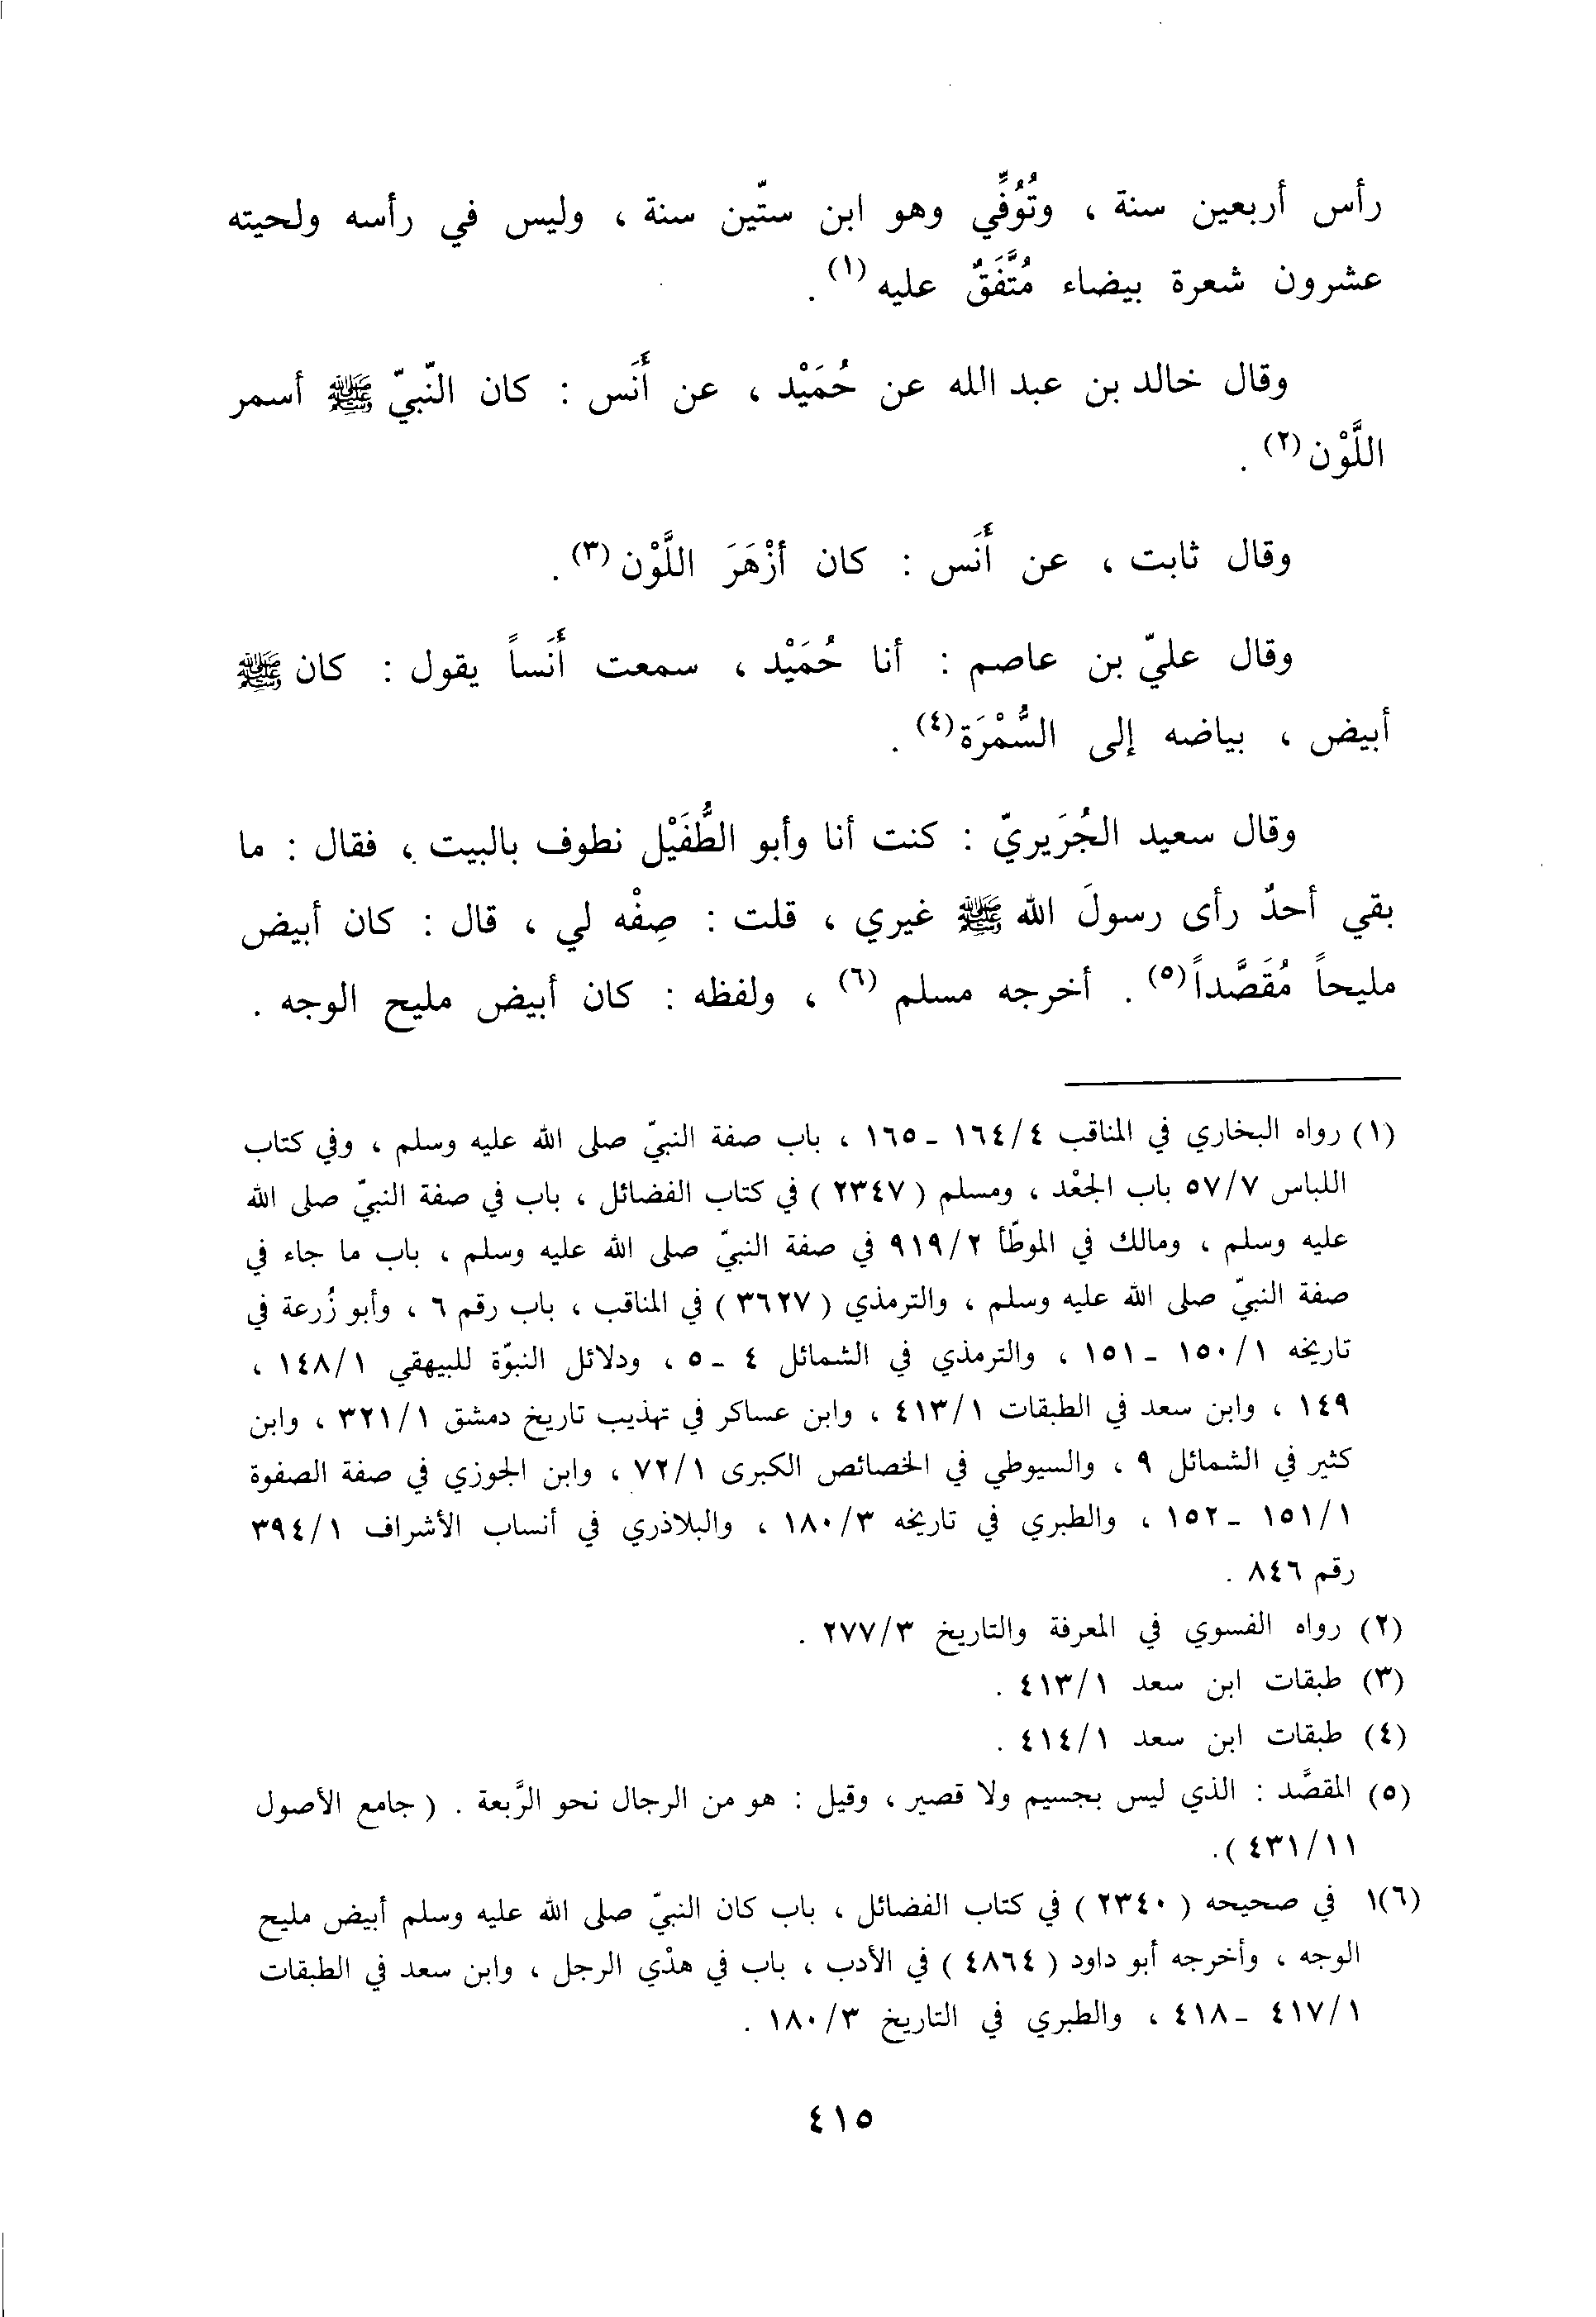 رأس أربعين سنة ، وتُوُفِّي وهو ابن ستّين سنة ، وليس في رأسه ولحيته
عشرون شعرة بيضاء مُتَّفَقٌ عليه (١) .
وقال خالد بن عبد الله عن حُمَيْد ، عن أَنَس : كان النّبيّ ﷺ أسمر
اللَّوْن (٢) .
وقال ثابت ، عن أَنَس : كان أزْهَرَ اللَّوْن (٣) .
وقال عليّ بن عاصم : أنا حُمَيْد ، سمعت أَنَساً يقول : كان ﷺ
أبيض ، بياضه إلى السُّمْرَة (٤) .
وقال سعيد الجُرَيريّ : كنت أنا وأبو الطُّفَيْل نطوف بالبيت ، فقال : ما
بقي أحدٌ رأى رسولَ الله ﷺ غيري ، قلت : صِفْه لي ، قال : كان أبيض
مليحاً مُقَصَّداً (٥) . أخرجه مسلم (٦) ، ولفظه : كان أبيض مليح الوجه .
(١) رواه البخاري في المناقب ٤/ ١٦٤ ـ ١٦٥ ، باب صفة النبيّ صلى الله عليه وسلم ، وفي كتاب
اللباس ٧/ ٥٧ باب الجعْد ، ومسلم ( ٢٣٤٧ ) في كتاب الفضائل ، باب في صفة النبيّ صلى الله
عليه وسلم ، ومالك في الموطّأ ٢/ ٩١٩ في صفة النبيّ صلى الله عليه وسلم ، باب ما جاء في
صفة النبيّ صلى الله عليه وسلم ، والترمذي ( ٣٦٢٧ ) في المناقب ، باب رقم ٦ ، وأبو زُرعة في
تاريخه ١/ ١٥٠ ـ ١٥١ ، والترمذي في الشمائل ٤ ـ ٥ ، ودلائل النبوّة للبيهقي ١/ ١٤٨ ،
١٤٩ ، وابن سعد في الطبقات ١/ ٤١٣ ، وابن عساكر في تهذيب تاريخ دمشق ١/ ٣٢١ ، وابن
كثير في الشمائل ٩ ، والسيوطي في الخصائص الكبرى ١/ ٧٢ ، وابن الجوزي في صفة الصفوة
١/ ١٥١ ـ ١٥٢ ، والطبري في تاريخه ٣/ ١٨٠ ، والبلاذري في أنساب الأشراف ١/ ٣٩٤
رقم ٨٤٦ .
(٢) رواه الفسوي في المعرفة والتاريخ ٣/ ٢٧٧ .
(٣) طبقات ابن سعد ١/ ٤١٣ .
(٤) طبقات ابن سعد ١/ ٤١٤ .
(٥) المقصَّد : الذي ليس بجسيم ولا قصير ، وقيل : هو من الرجال نحو الرَّبعة . ( جامع الأصول
١١/ ٤٣١ ).
(٦)١ في صحيحه ( ٢٣٤٠ ) في كتاب الفضائل ، باب كان النبيّ صلى الله عليه وسلم أبيض مليح
الوجه ، وأخرجه أبو داود ( ٤٨٦٤ ) في الأدب ، باب في هدْي الرجل ، وابن سعد في الطبقات
١/ ٤١٧ ـ ٤١٨ ، والطبري في التاريخ ٣/ ١٨٠ .
٤١٥